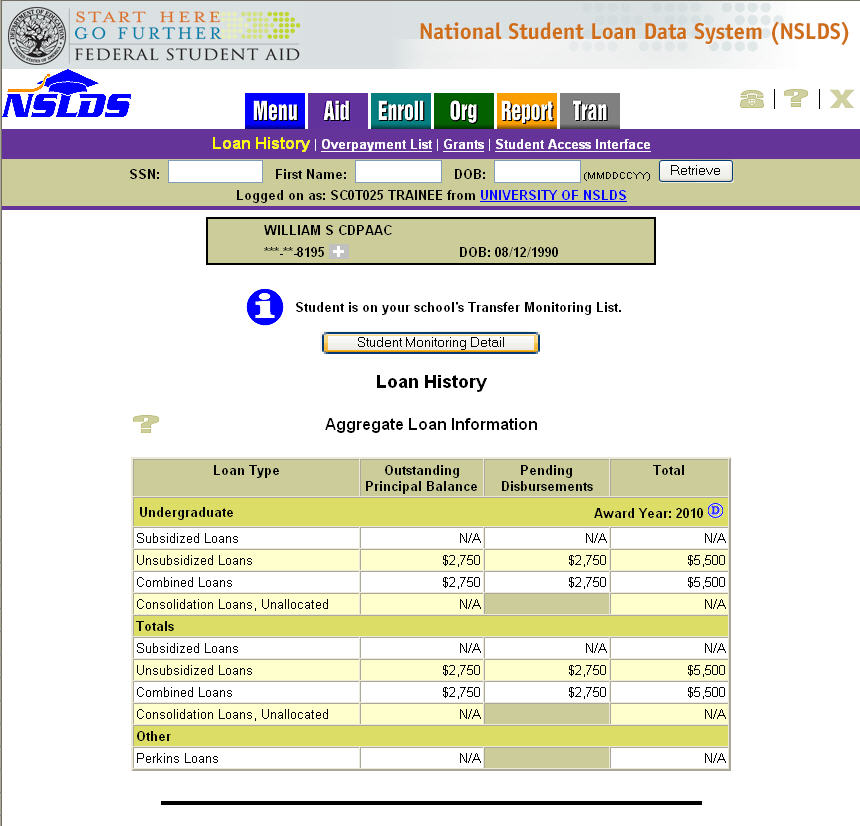 START HERE
GO FURTHER
FEDERAL STUDENT AID
National Student Loan Data System (NSLDS)
NSLDS
Menu Aid Enroll Org Report Tran
Loan History | Overpayment List | Grants | Student Access Interface
SSN: First Name: DOB: (MMDDCCYY) Retrieve
Logged on as: SC0T025 TRAINEE from UNIVERSITY OF NSLDS
WILLIAM S CDPAAC
***-**-8195 DOB: 08/12/1990
Student is on your school's Transfer Monitoring List.
Student Monitoring Detail
Loan History
Aggregate Loan Information
Loan Type Outstanding Principal Balance Pending Disbursements Total
Undergraduate Award Year: 2010 D
Subsidized Loans N/A N/A N/A
Unsubsidized Loans $2,750 $2,750 $5,500
Combined Loans $2,750 $2,750 $5,500
Consolidation Loans, Unallocated N/A N/A
Totals
Subsidized Loans N/A N/A N/A
Unsubsidized Loans $2,750 $2,750 $5,500
Combined Loans $2,750 $2,750 $5,500
Consolidation Loans, Unallocated N/A N/A
Other
Perkins Loans N/A N/A